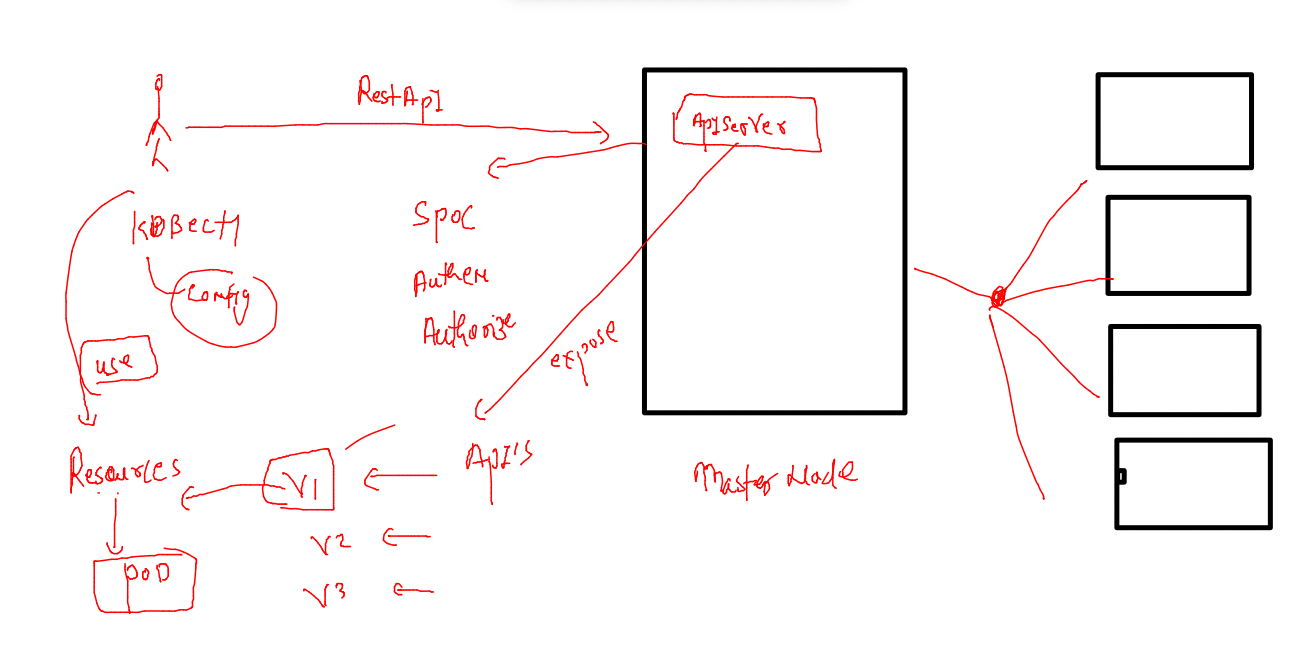 RestApI
ApIServer
KUBectl
Config
SpoC
Authen
Authorize
use
expose
Resources
V1
ApI'S
Master Node
V2
PoD
V3